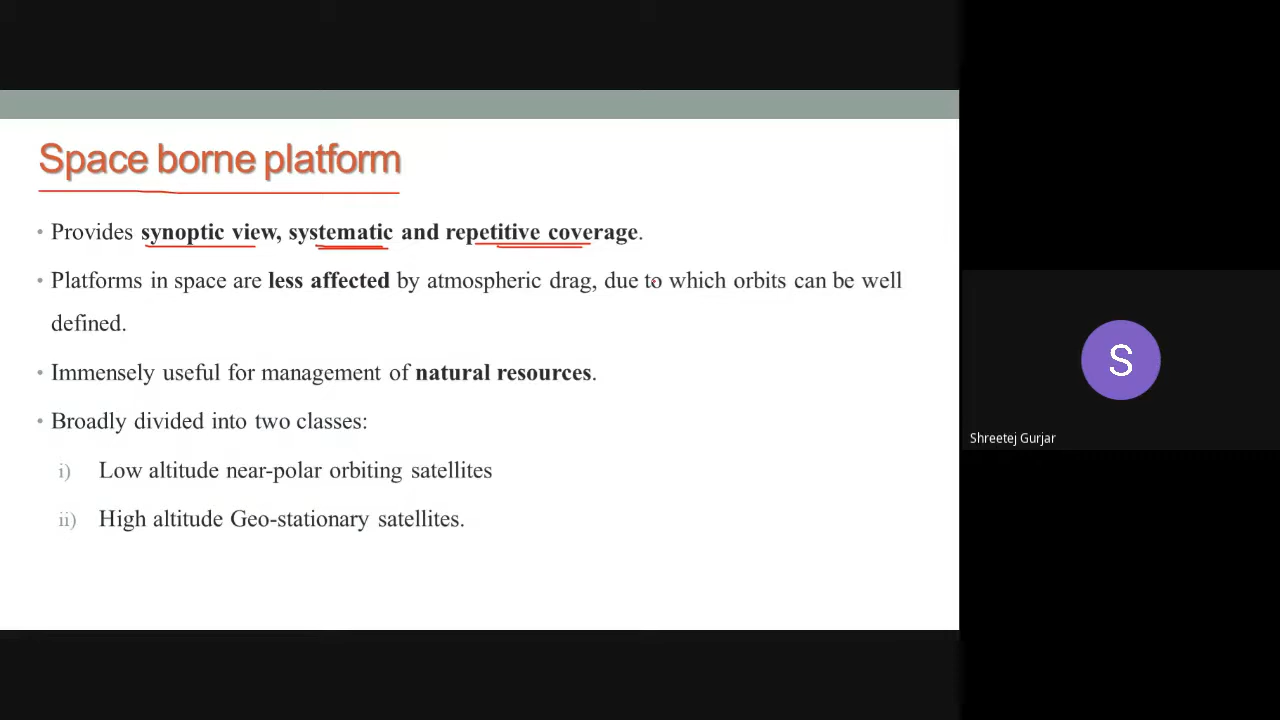 Space borne platform
• Provides synoptic view, systematic and repetitive coverage.
• Platforms in space are less affected by atmospheric drag, due to which orbits can be well
defined.
• Immensely useful for management of natural resources.
• Broadly divided into two classes:
i) Low altitude near-polar orbiting satellites
ii) High altitude Geo-stationary satellites.
S
Shreetej Gurjar